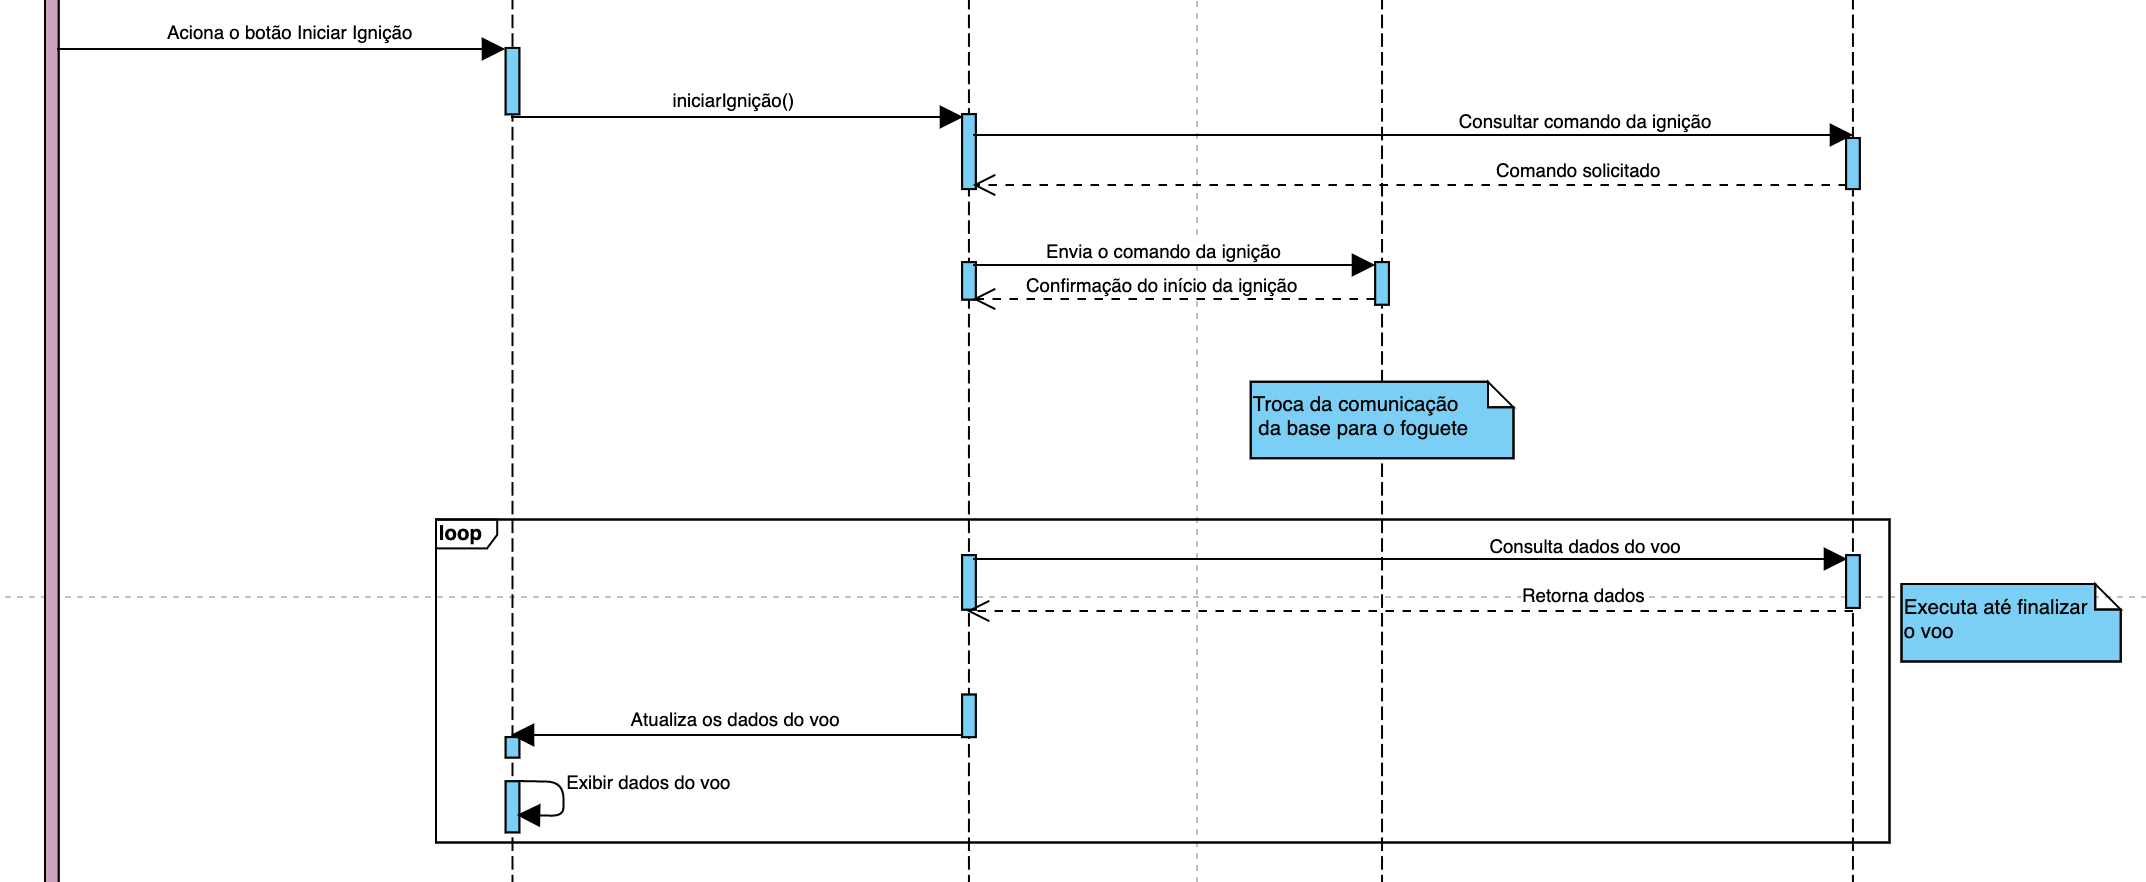 Aciona o botão Iniciar Ignição
iniciarIgnição()
Consultar comando da ignição
Comando solicitado
Envia o comando da ignição
Confirmação do início da ignição
Troca da comunicação
da base para o foguete
loop
Consulta dados do voo
Retorna dados
Executa até finalizar
o voo
Atualiza os dados do voo
Exibir dados do voo